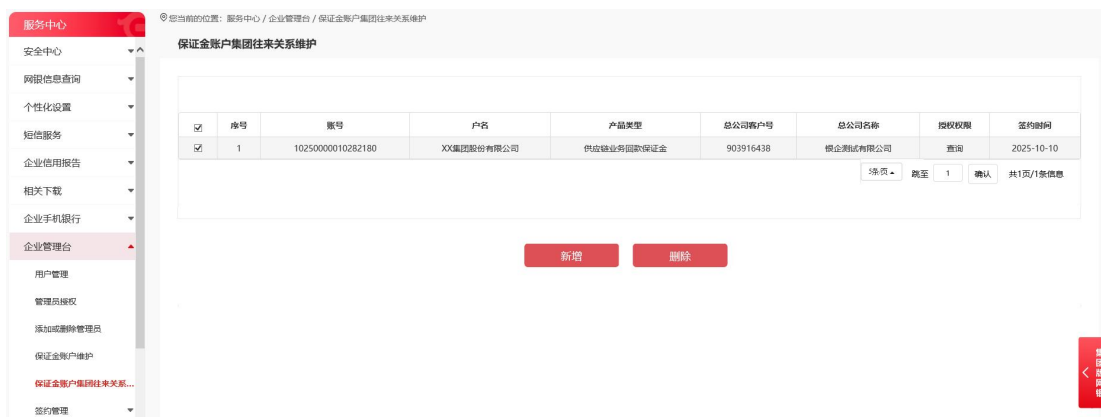 服务中心
您当前的位置：服务中心 / 企业管理台 / 保证金账户集团往来关系维护
安全中心
网银信息查询
个性化设置
短信服务
企业信用报告
相关下载
企业手机银行
企业管理台
用户管理
管理员授权
添加或删除管理员
保证金账户维护
保证金账户集团往来关系...
签约管理
保证金账户集团往来关系维护
序号 账号 户名 产品类型 总公司客户号 总公司名称 授权权限 签约时间
1 10250000010282180 XX集团股份有限公司 供应链业务回款保证金 903916438 银企测试有限公司 查询 2025-10-10
跳至 1 确认 共1页/1条信息
新增 删除
集团版网银